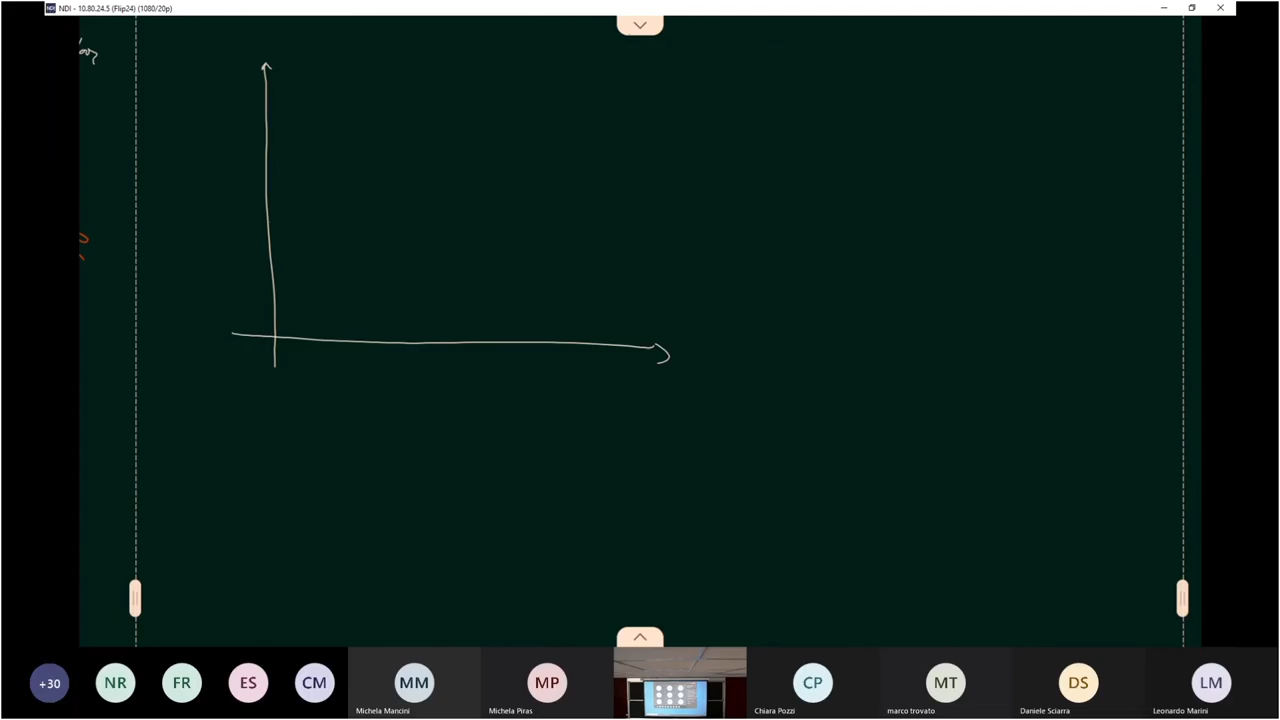 NDI - 10.80.24.5 (Flip24) (1080/20p)
+30
NR
FR
ES
CM
MM
Michela Mancini
MP
Michela Piras
CP
Chiara Pozzi
MT
marco trovato
DS
Daniele Sciarra
LM
Leonardo Marini